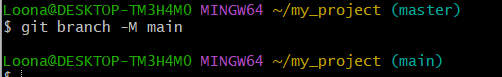 Loona@DESKTOP-TM3H4MO MINGW64 ~/my_project (master)
$ git branch -M main
Loona@DESKTOP-TM3H4MO MINGW64 ~/my_project (main)
$